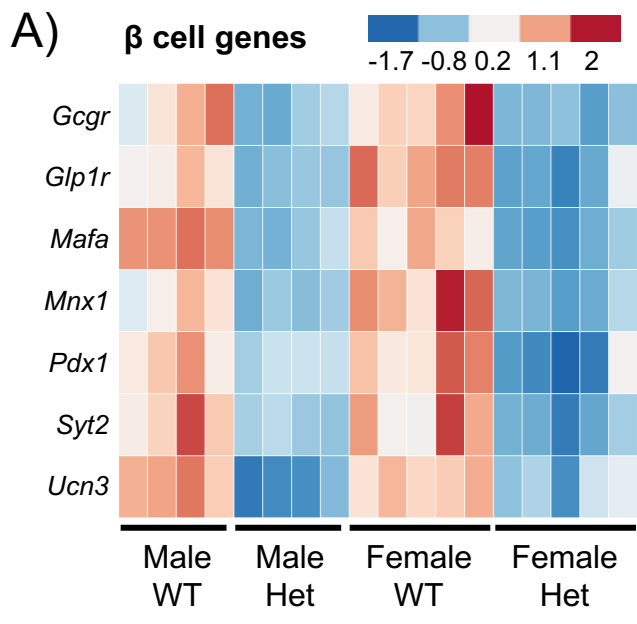 A)
β cell genes
-1.7 -0.8 0.2 1.1 2
Gcgr
Glp1r
Mafa
Mnx1
Pdx1
Syt2
Ucn3
Male WT
Male Het
Female WT
Female Het